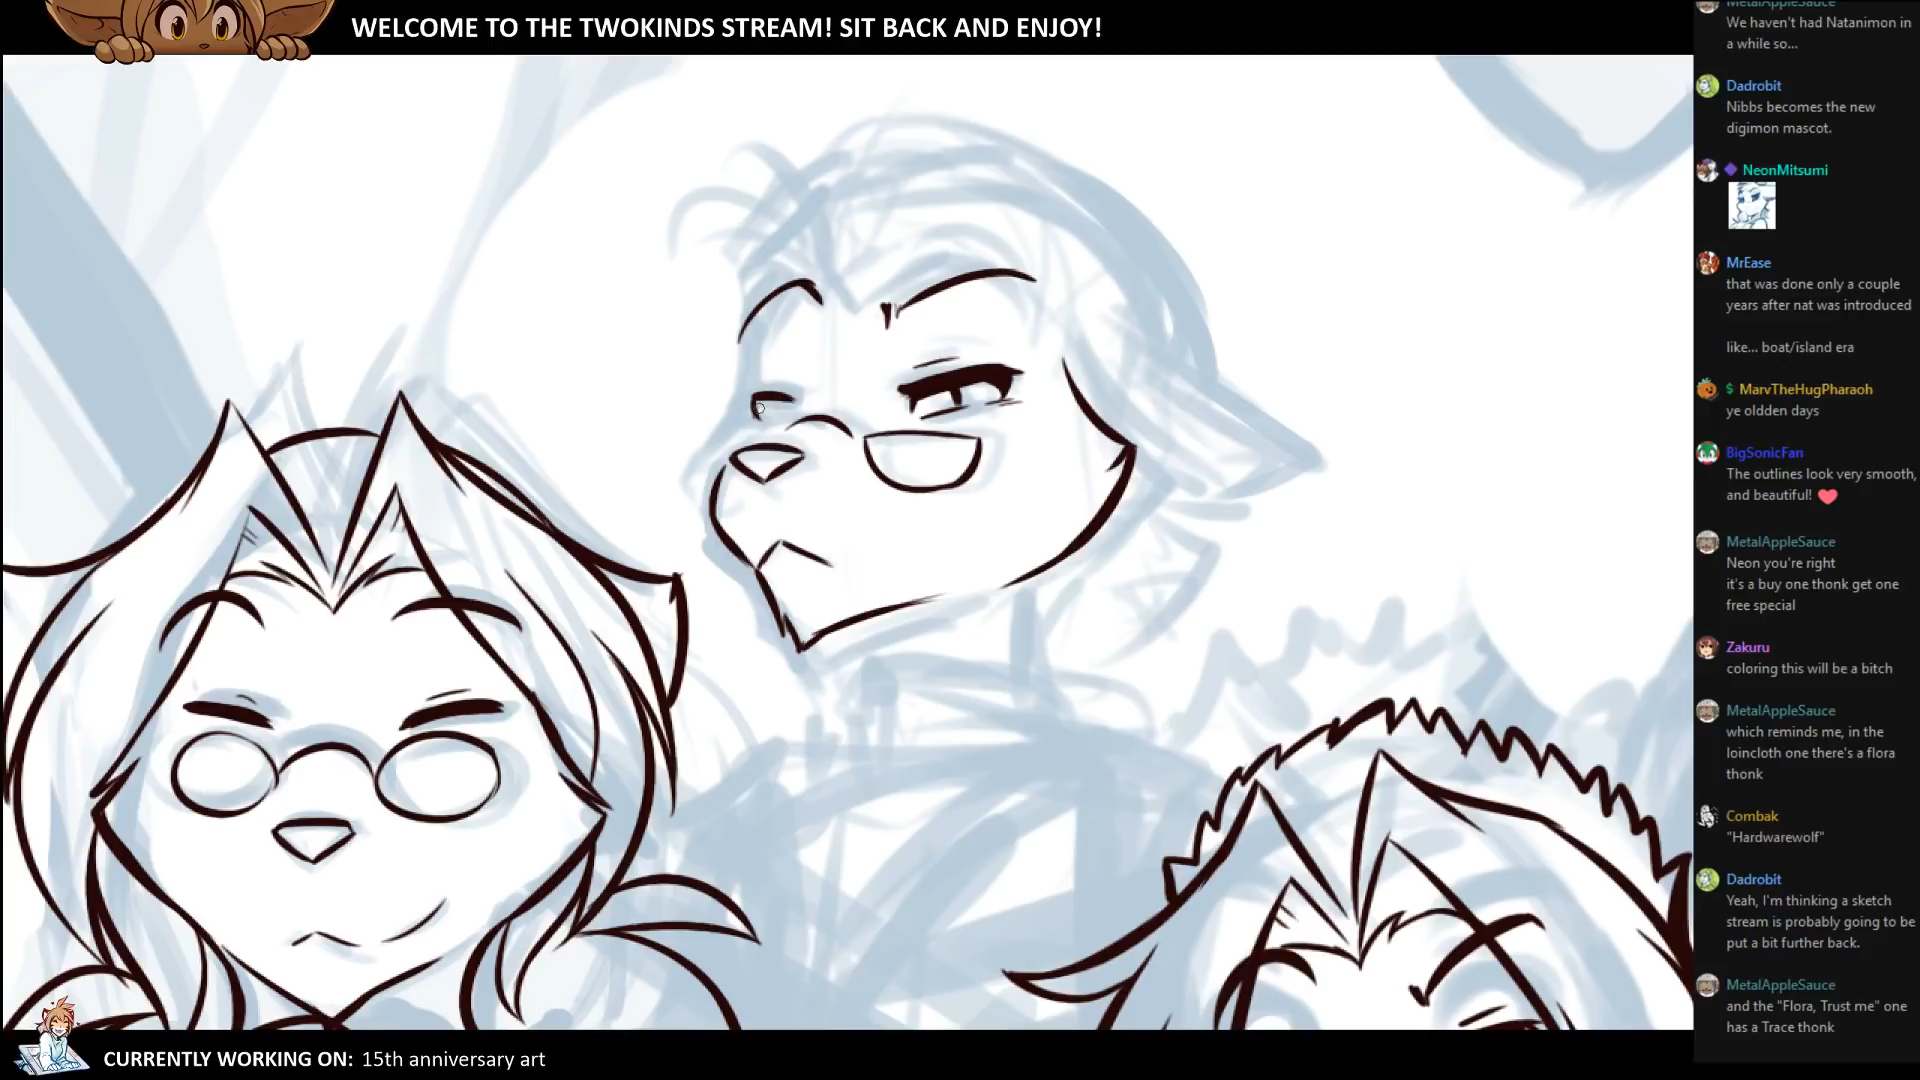 WELCOME TO THE TWOKINDS STREAM! SIT BACK AND ENJOY!
MetalAppleSauce
We haven't had Natanimon in
a while so...
Dadrobit
Nibbs becomes the new
digimon mascot.
NeonMitsumi
MrEase
that was done only a couple
years after nat was introduced
like... boat/island era
$ MarvTheHugPharaoh
ye oldden days
BigSonicFan
The outlines look very smooth,
and beautiful!
MetalAppleSauce
Neon you're right
it's a buy one thonk get one
free special
Zakuru
coloring this will be a bitch
MetalAppleSauce
which reminds me, in the
loincloth one there's a flora
thonk
Combak
"Hardwarewolf"
Dadrobit
Yeah, I'm thinking a sketch
stream is probably going to be
put a bit further back.
MetalAppleSauce
and the "Flora, Trust me" one
has a Trace thonk
CURRENTLY WORKING ON: 15th anniversary art